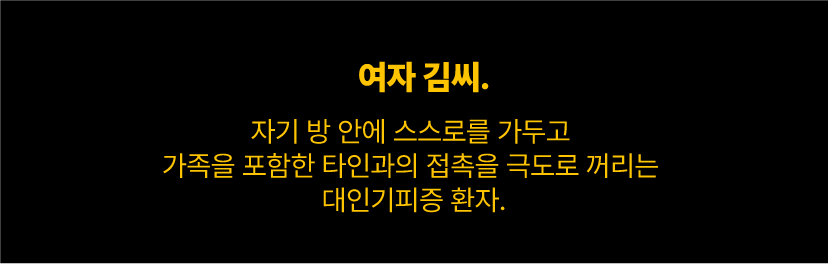 여자 김씨.
자기 방 안에 스스로를 가두고
가족을 포함한 타인과의 접촉을 극도로 꺼리는
대인기피증 환자.